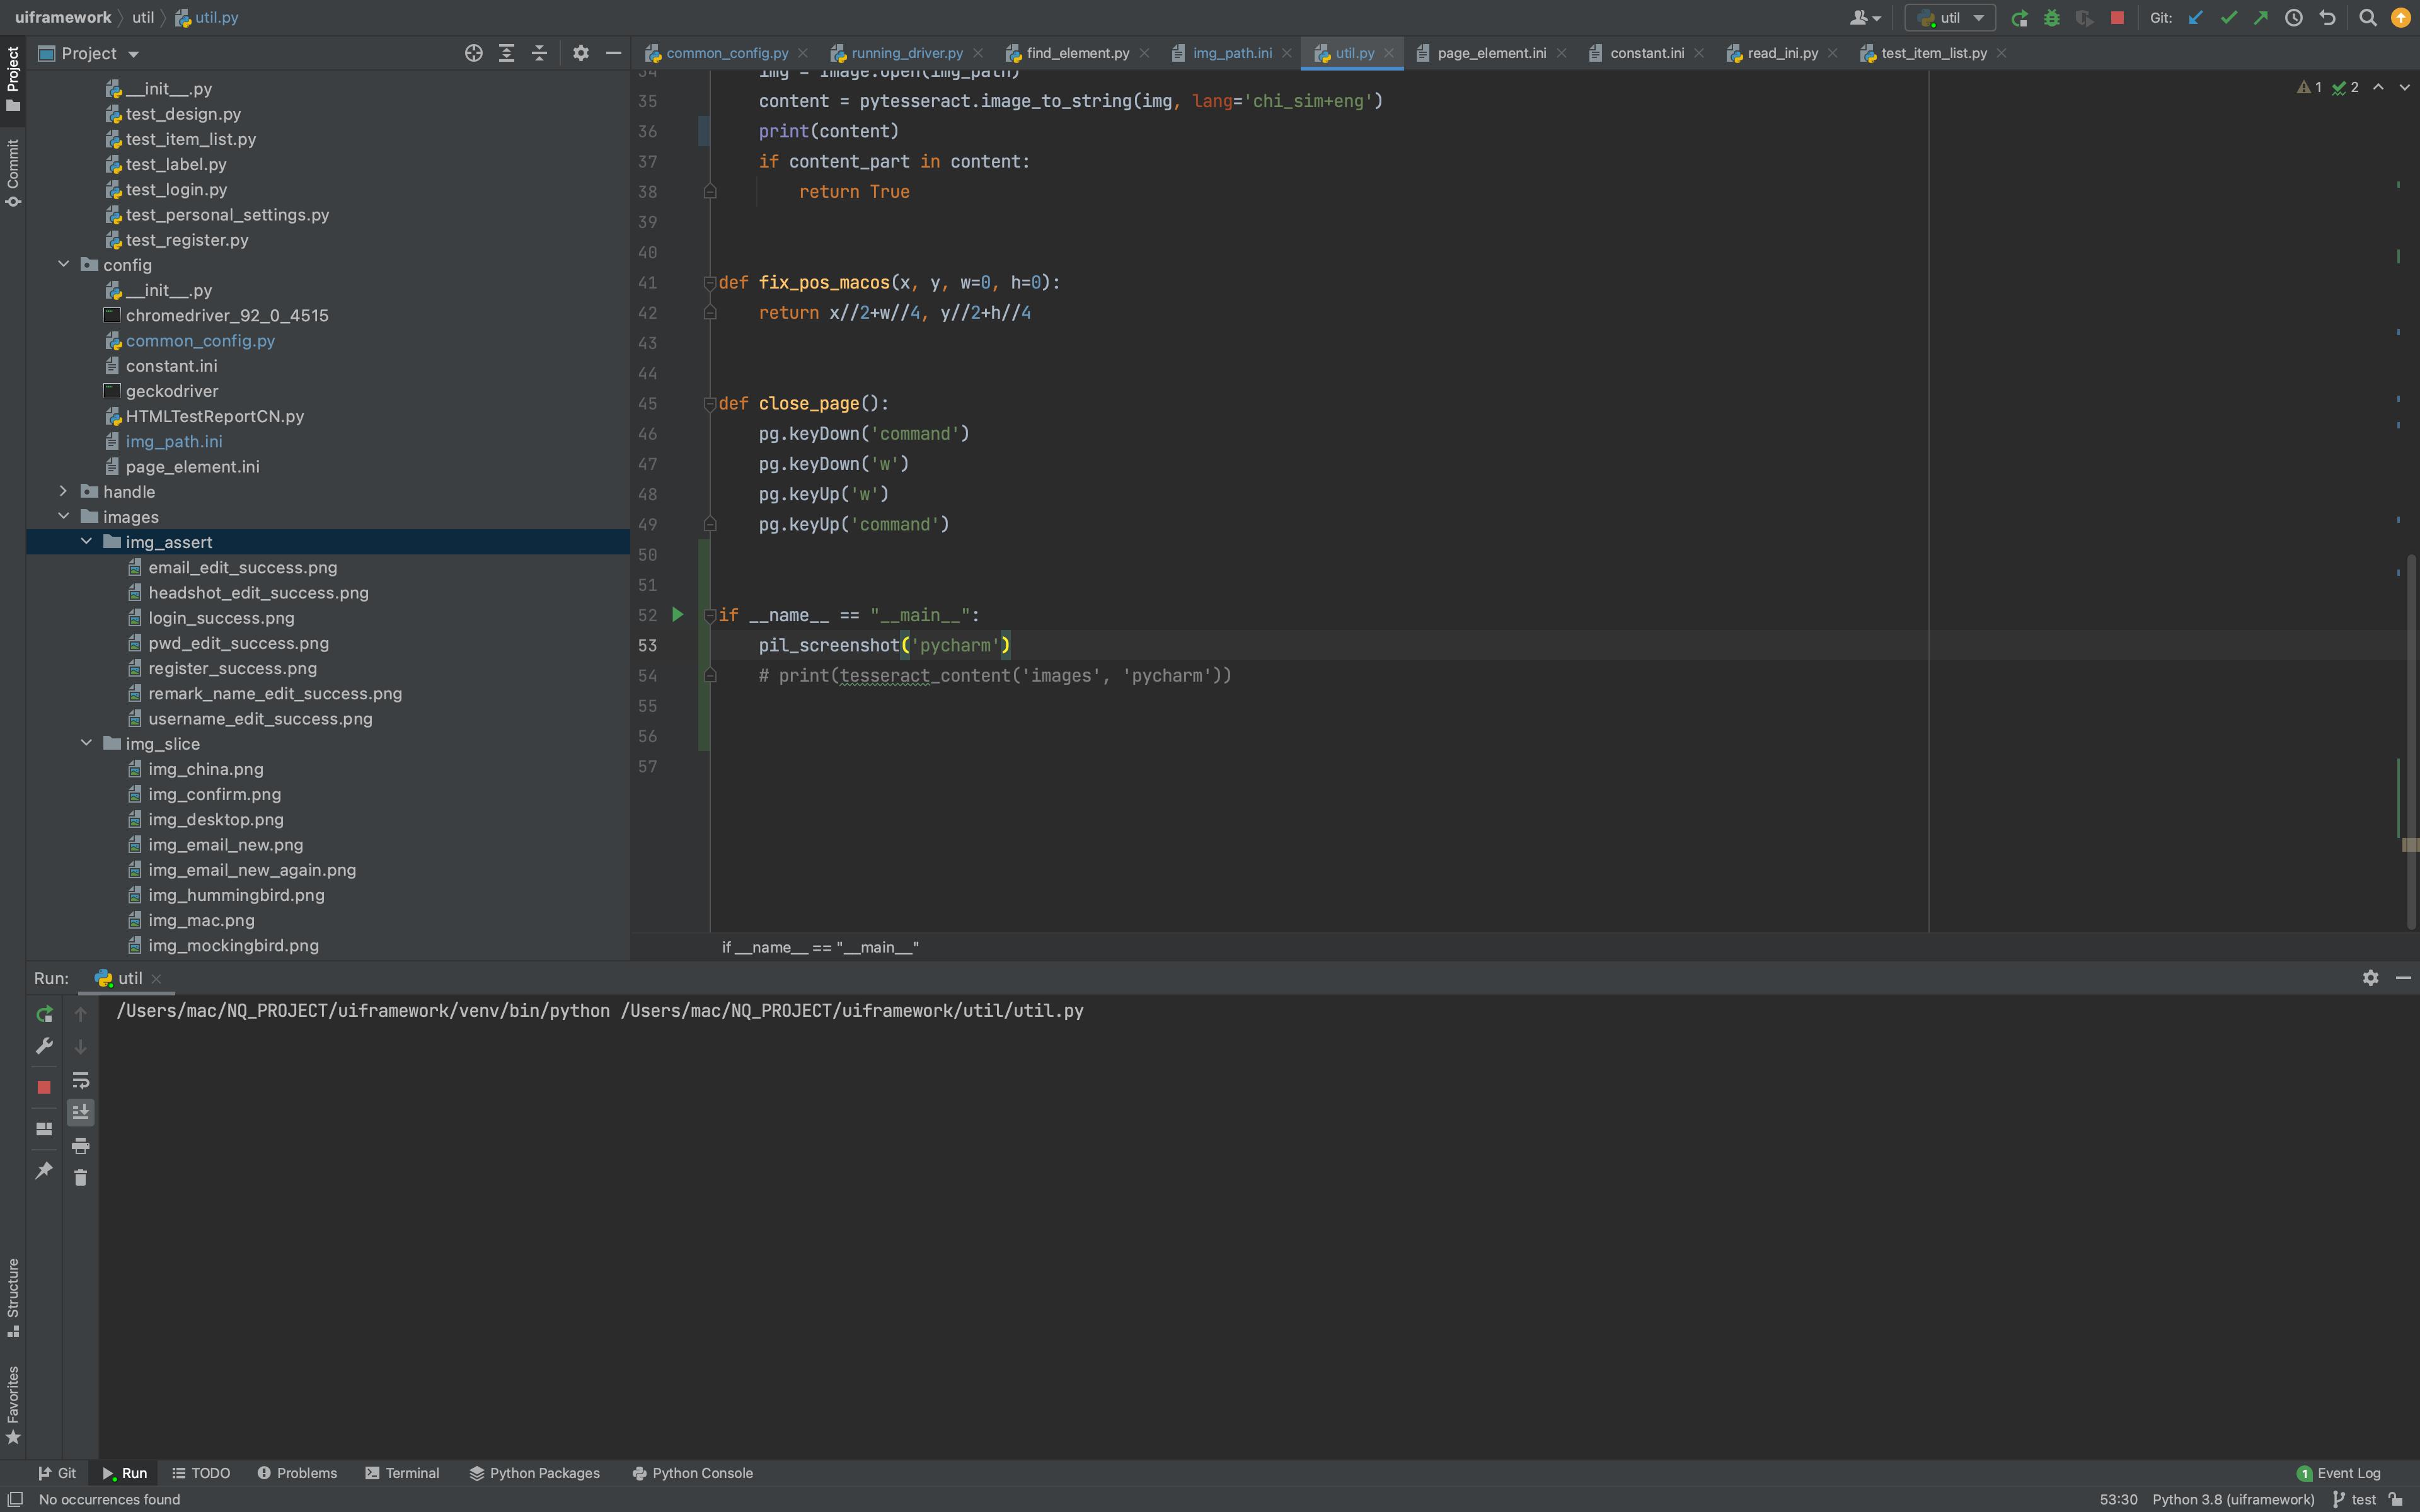 uiframework
util
util.py
util
Git:
Project
Project
Commit
Structure
Favorites
__init__.py
test_design.py
test_item_list.py
test_label.py
test_login.py
test_personal_settings.py
test_register.py
config
__init__.py
chromedriver_92_0_4515
common_config.py
constant.ini
geckodriver
HTMLTestReportCN.py
img_path.ini
page_element.ini
handle
images
img_assert
email_edit_success.png
headshot_edit_success.png
login_success.png
pwd_edit_success.png
register_success.png
remark_name_edit_success.png
username_edit_success.png
img_slice
img_china.png
img_confirm.png
img_desktop.png
img_email_new.png
img_email_new_again.png
img_hummingbird.png
img_mac.png
img_mockingbird.png
common_config.py
running_driver.py
find_element.py
img_path.ini
util.py
page_element.ini
constant.ini
read_ini.py
test_item_list.py
1 2
34 img = Image.open(img_path)
35 content = pytesseract.image_to_string(img, lang='chi_sim+eng')
36 print(content)
37 if content_part in content:
38 return True
39
40
41 def fix_pos_macos(x, y, w=0, h=0):
42 return x//2+w//4, y//2+h//4
43
44
45 def close_page():
46 pg.keyDown('command')
47 pg.keyDown('w')
48 pg.keyUp('w')
49 pg.keyUp('command')
50
51
52 if __name__ == "__main__":
53 pil_screenshot('pycharm')
54 # print(tesseract_content('images', 'pycharm'))
55
56
57
if __name__ == "__main__"
Run: util
/Users/mac/NQ_PROJECT/uiframework/venv/bin/python /Users/mac/NQ_PROJECT/uiframework/util/util.py
Git
Run
TODO
Problems
Terminal
Python Packages
Python Console
1 Event Log
No occurrences found
53:30 Python 3.8 (uiframework) test